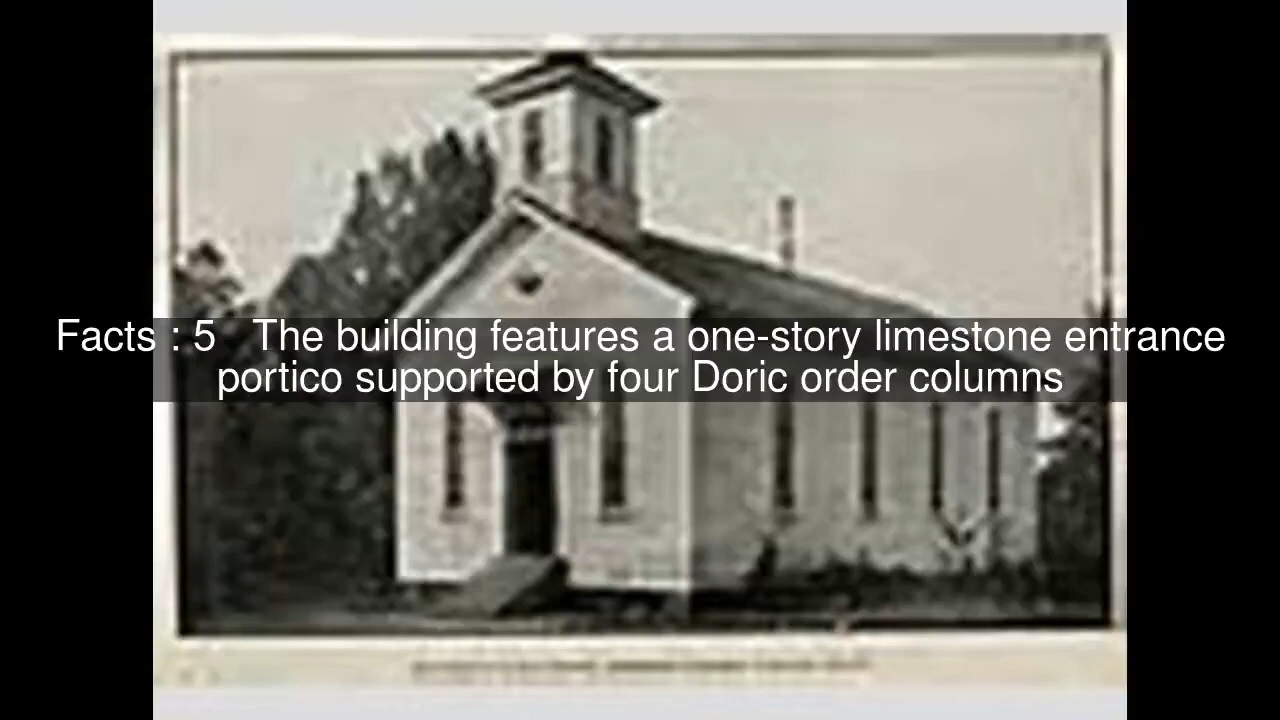 Facts : 5   The building features a one-story limestone entrance
portico supported by four Doric order columns